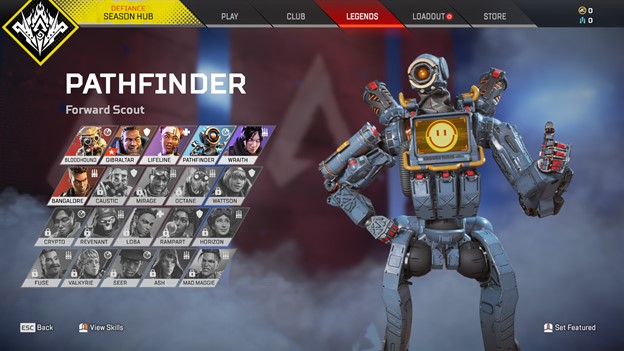 DEFIANCE
SEASON HUB
PLAY
CLUB
LEGENDS
LOADOUT
STORE
0
0
PATHFINDER
Forward Scout
BLOODHOUND GIBRALTAR LIFELINE PATHFINDER WRAITH
BANGALORE CAUSTIC MIRAGE OCTANE WATTSON
CRYPTO REVENANT LOBA RAMPART HORIZON
FUSE VALKYRIE SEER ASH MAD MAGGIE
ESC Back
View Skills
Set Featured